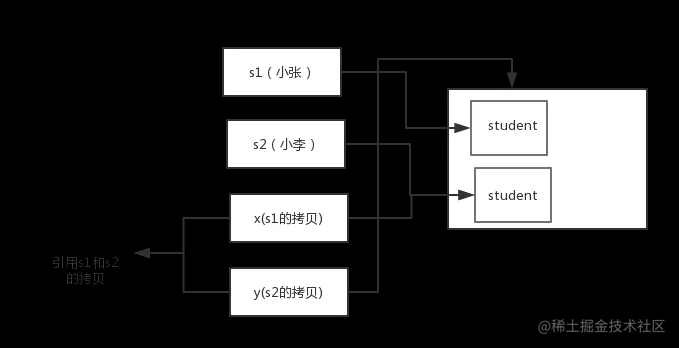 s1（小张）
student
s2（小李）
student
x(s1的拷贝)
引用s1和s2
的拷贝
y(s2的拷贝)
@稀土掘金技术社区